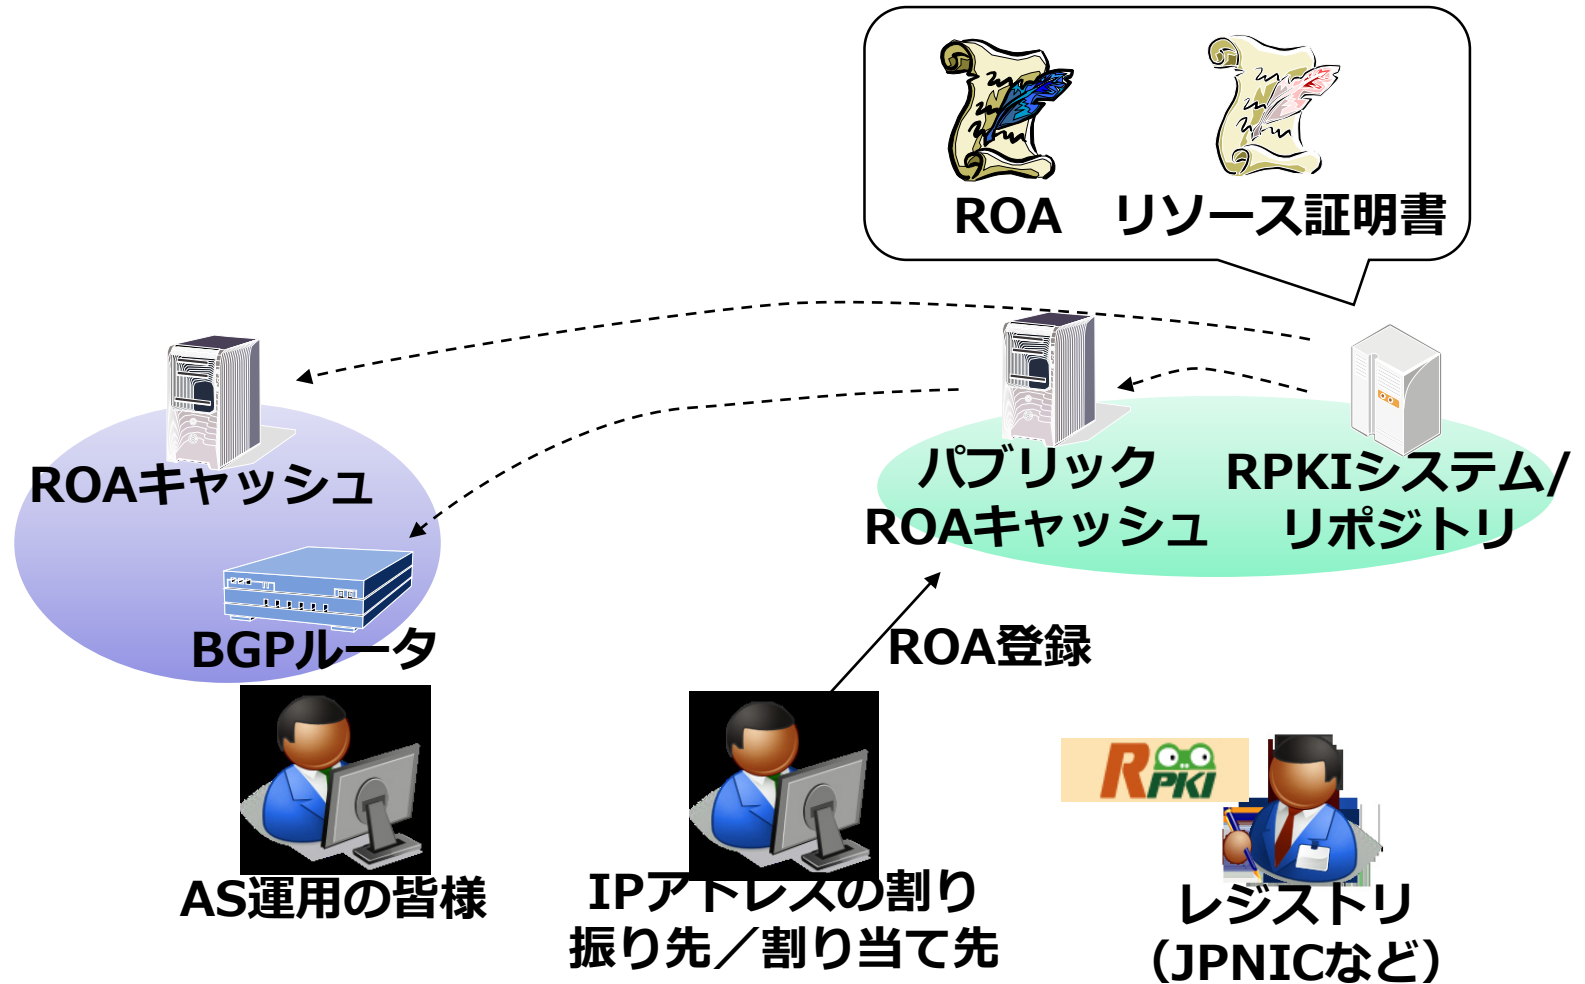 ROA
リソース証明書
ROAキャッシュ
パブリック
ROAキャッシュ
RPKIシステム/
リポジトリ
BGPルータ
ROA登録
RPKI
AS運用の皆様
IPアドレスの割り
振り先／割り当て先
レジストリ
（JPNICなど）